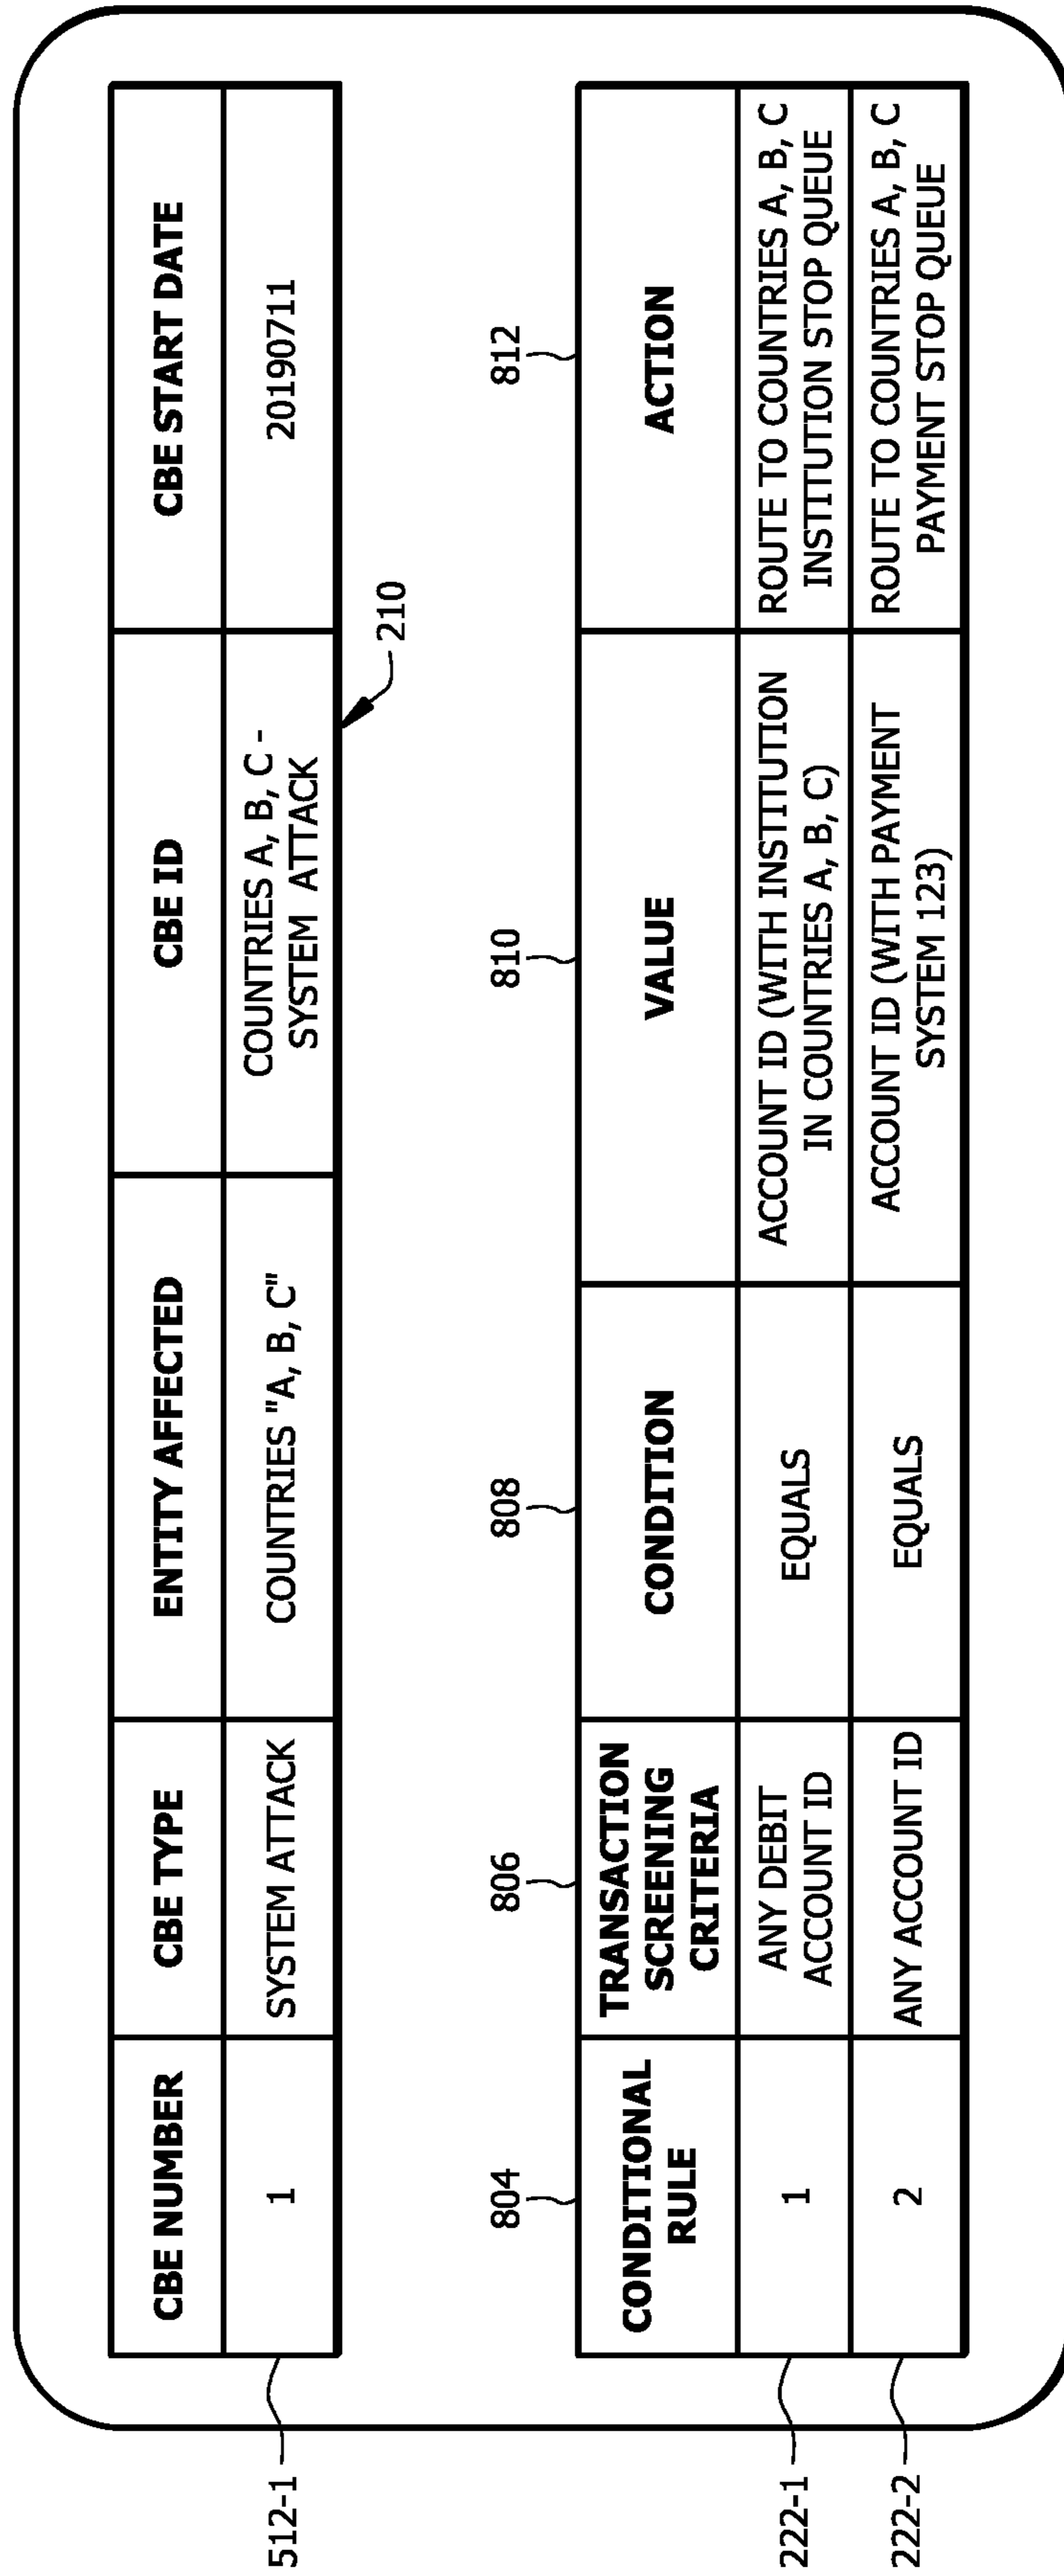 CBE NUMBER
CBE TYPE
ENTITY AFFECTED
CBE ID
CBE START DATE
512-1
1
SYSTEM ATTACK
COUNTRIES "A, B, C"
COUNTRIES A, B, C -
SYSTEM ATTACK
20190711
210
804
806
808
810
812
CONDITIONAL
RULE
TRANSACTION
SCREENING
CRITERIA
CONDITION
VALUE
ACTION
222-1
1
ANY DEBIT
ACCOUNT ID
EQUALS
ACCOUNT ID (WITH INSTITUTION
IN COUNTRIES A, B, C)
ROUTE TO COUNTRIES A, B, C
INSTITUTION STOP QUEUE
222-2
2
ANY ACCOUNT ID
EQUALS
ACCOUNT ID (WITH PAYMENT
SYSTEM 123)
ROUTE TO COUNTRIES A, B, C
PAYMENT STOP QUEUE